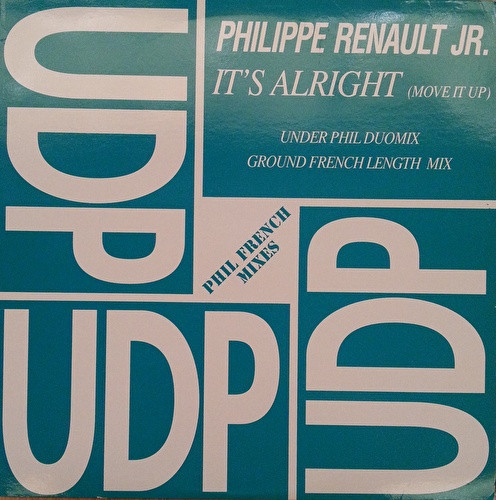 UDP
PHILIPPE RENAULT JR.
IT'S ALRIGHT (MOVE IT UP)
UNDER PHIL DUOMIX
GROUND FRENCH LENGTH MIX
PHIL FRENCH
MIXES
UDP
UDP